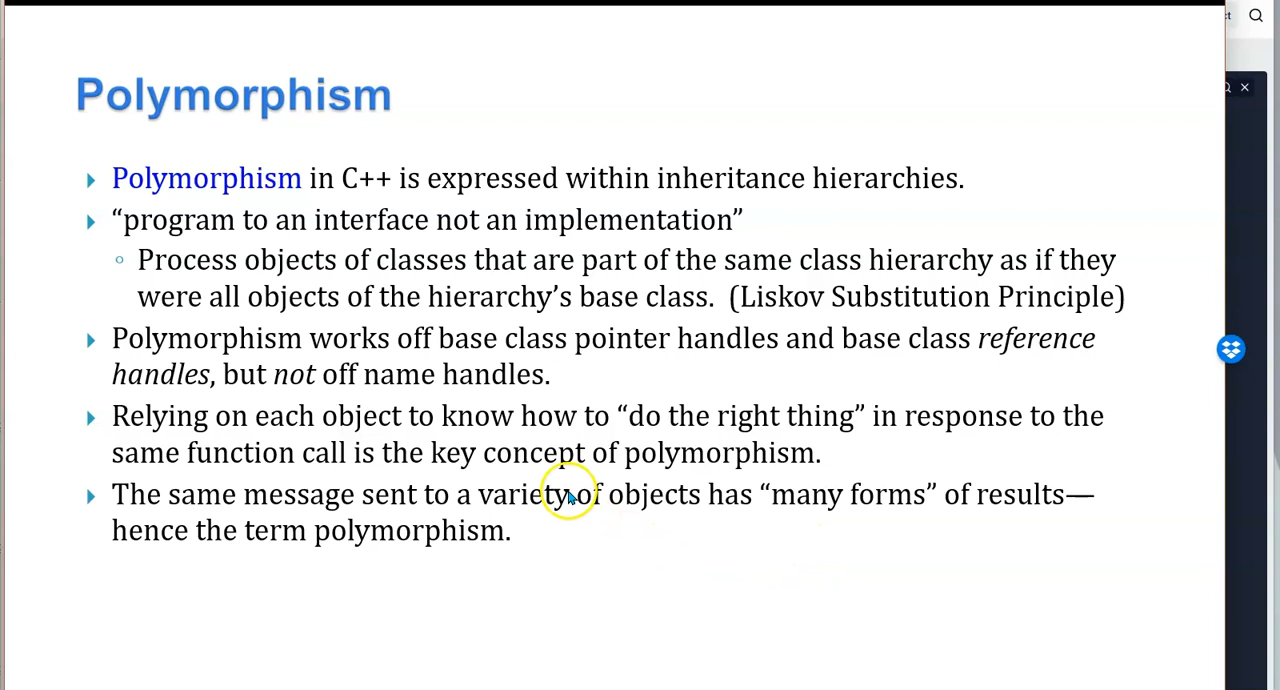 Polymorphism
Polymorphism in C++ is expressed within inheritance hierarchies.
“program to an interface not an implementation”
Process objects of classes that are part of the same class hierarchy as if they
were all objects of the hierarchy’s base class.  (Liskov Substitution Principle)
Polymorphism works off base class pointer handles and base class reference
handles, but not off name handles.
Relying on each object to know how to “do the right thing” in response to the
same function call is the key concept of polymorphism.
The same message sent to a variety of objects has “many forms” of results—
hence the term polymorphism.